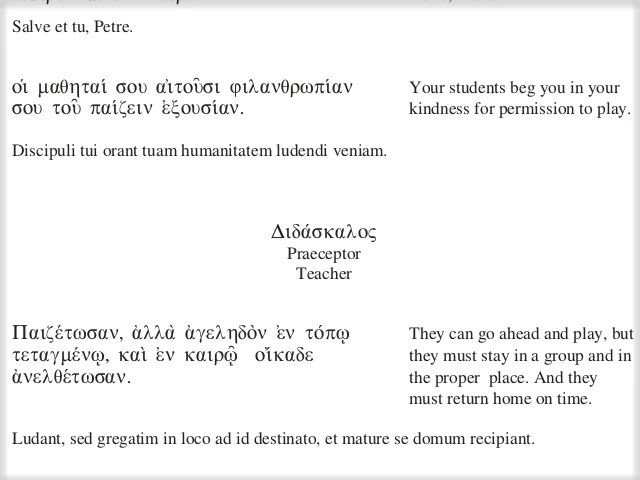 Salve et tu, Petre.
οἱ μαθηταί σου αἰτοῦσι φιλανθρωπίαν
σου τοῦ παίζειν ἐξουσίαν.
Your students beg you in your
kindness for permission to play.
Discipuli tui orant tuam humanitatem ludendi veniam.
Διδάσκαλος
Praeceptor
Teacher
Παιζέτωσαν, ἀλλὰ ἀγεληδὸν ἐν τόπῳ
τεταγμένῳ, καὶ ἐν καιρῷ οἴκαδε
ἀνελθέτωσαν.
They can go ahead and play, but
they must stay in a group and in
the proper place. And they
must return home on time.
Ludant, sed gregatim in loco ad id destinato, et mature se domum recipiant.